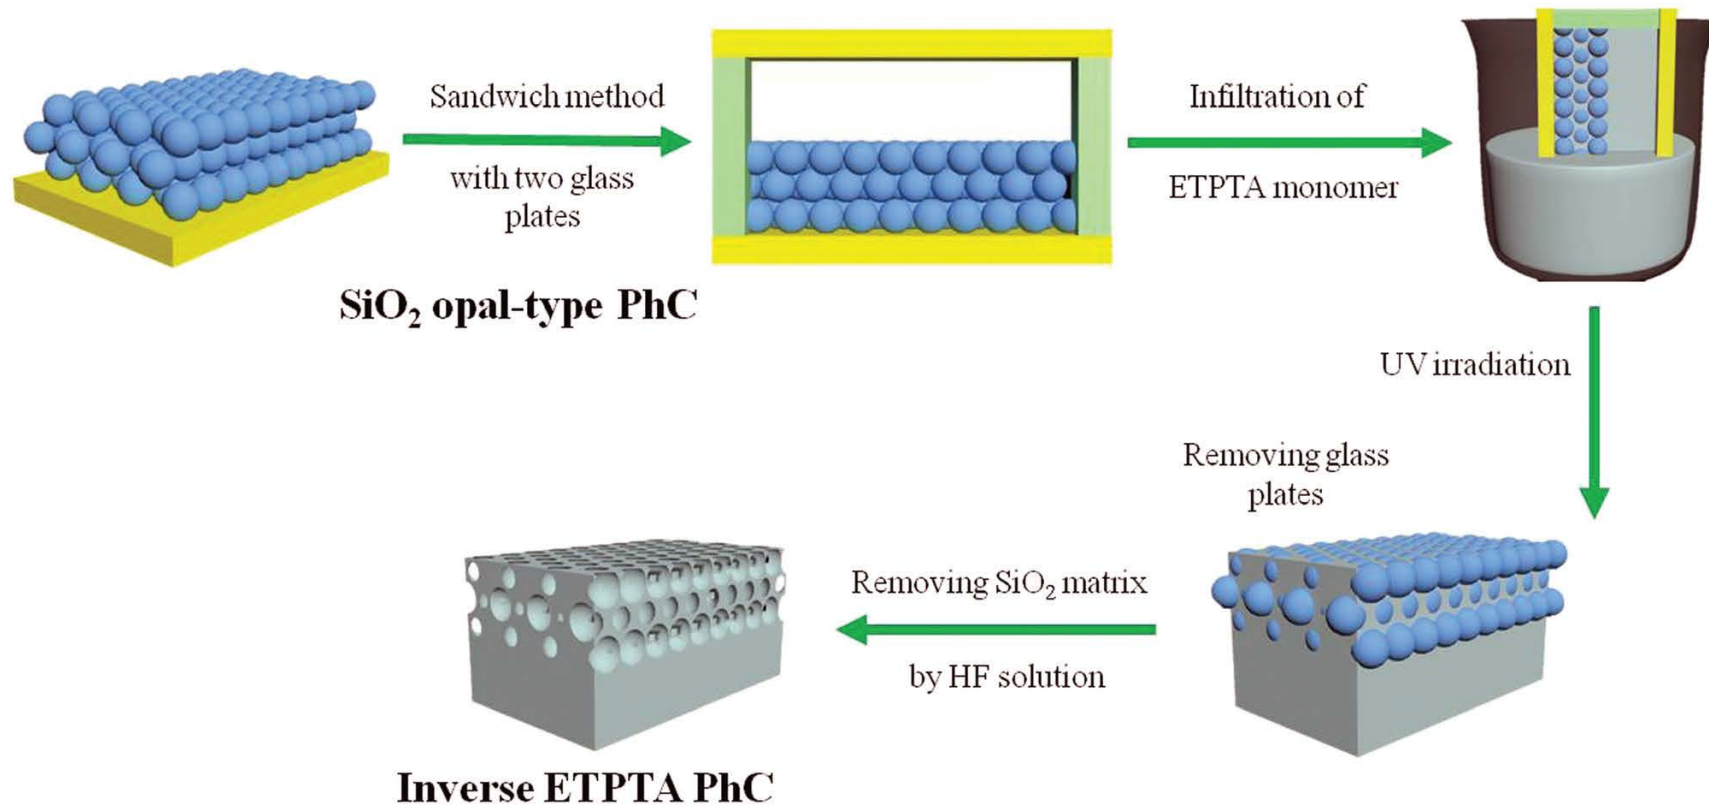 Sandwich method
with two glass
plates
SiO₂ opal-type PhC
Infiltration of
ETPTA monomer
UV irradiation
Removing glass
plates
Removing SiO₂ matrix
by HF solution
Inverse ETPTA PhC